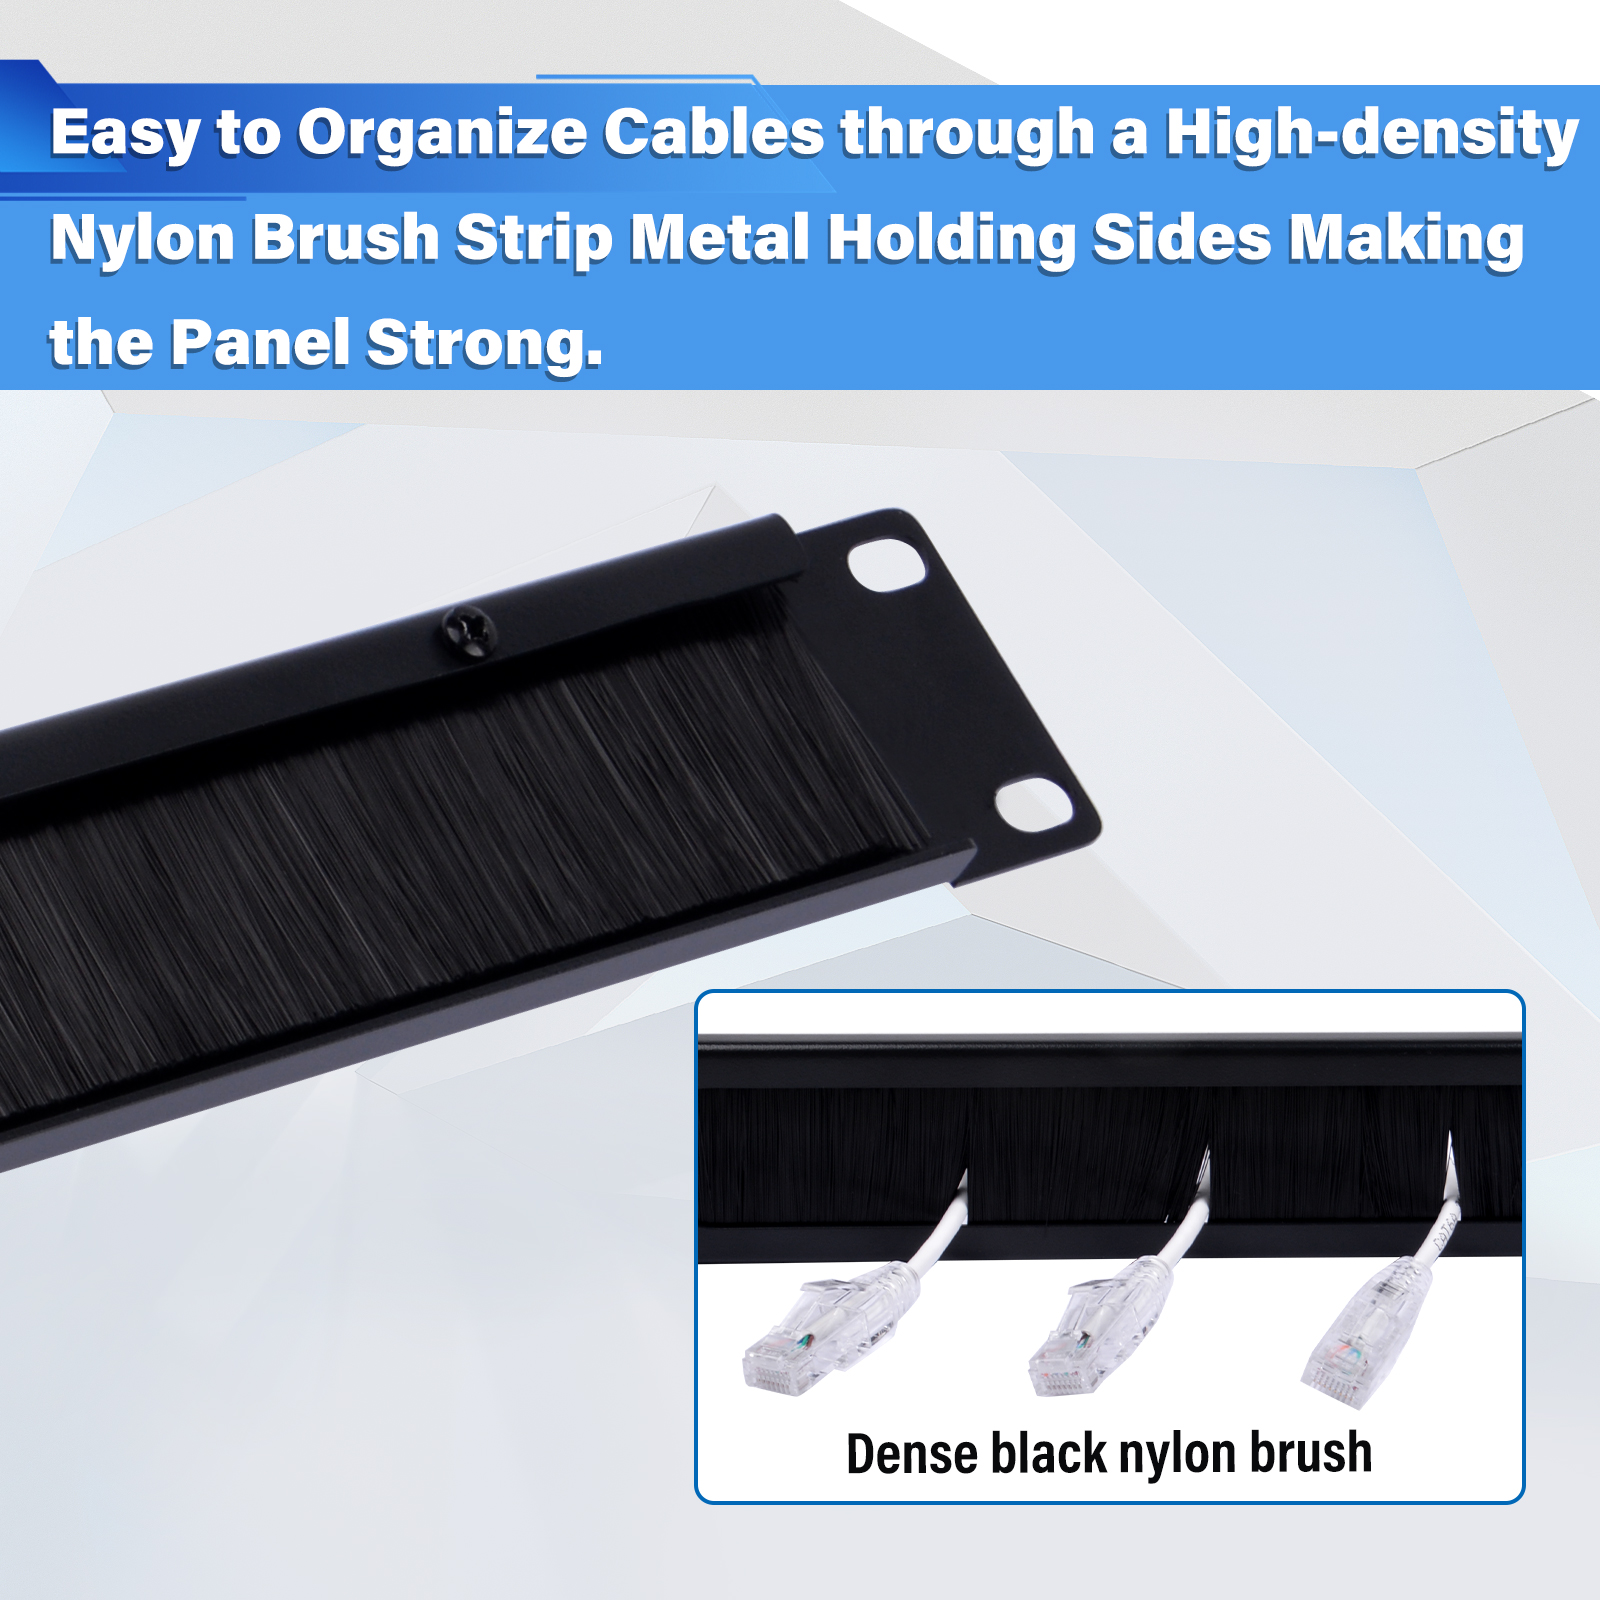 Easy to Organize Cables through a High-density
Nylon Brush Strip Metal Holding Sides Making
the Panel Strong.
CAT6A
Dense black nylon brush